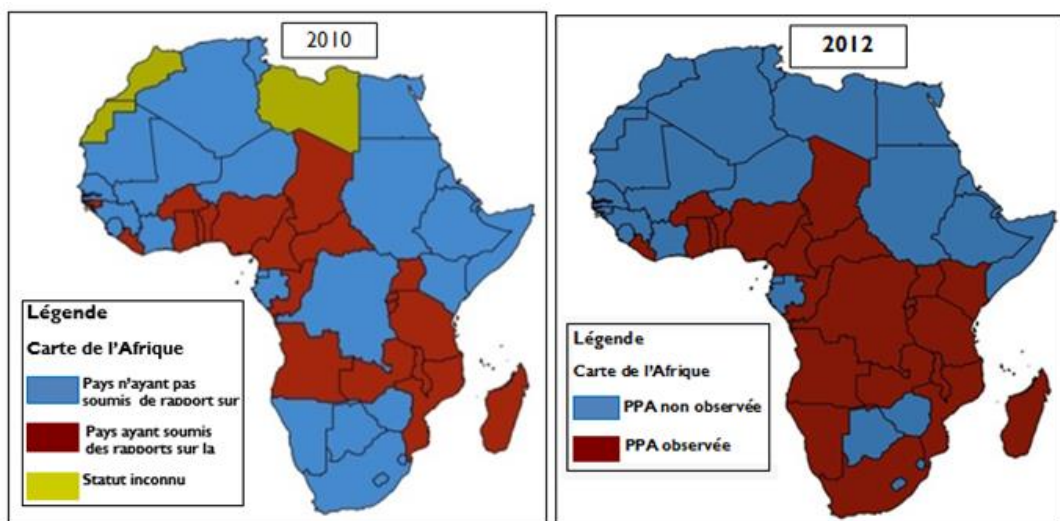 2010
Légende
Carte de l'Afrique
Pays n'ayant pas
soumis de rapport sur
Pays ayant soumis
des rapports sur la
Statut inconnu
2012
Légende
Carte de l'Afrique
PPA non observée
PPA observée